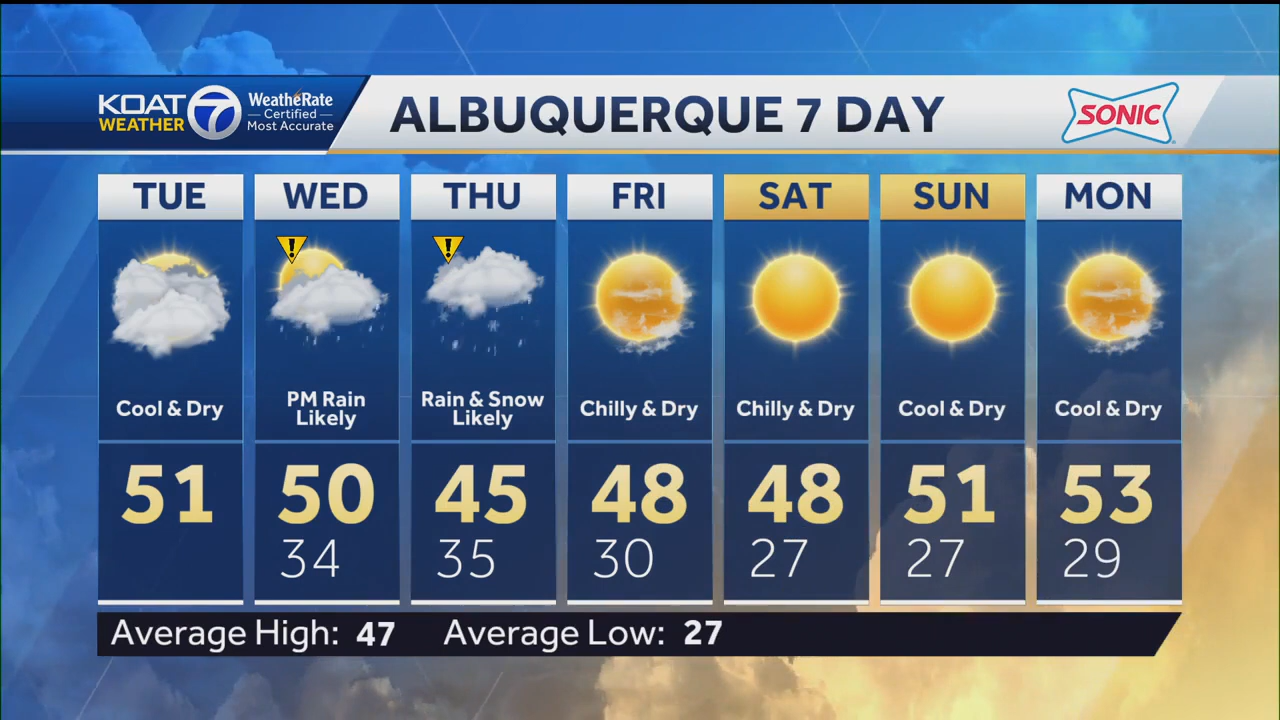 KOAT
WEATHER
7
WeatheRate
Certified
Most Accurate
ALBUQUERQUE 7 DAY
SONIC
TUE
WED
THU
FRI
SAT
SUN
MON
!
!
Cool & Dry
PM Rain
Likely
Rain & Snow
Likely
Chilly & Dry
Chilly & Dry
Cool & Dry
Cool & Dry
51
50
45
48
48
51
53
34
35
30
27
27
29
Average High: 47
Average Low: 27